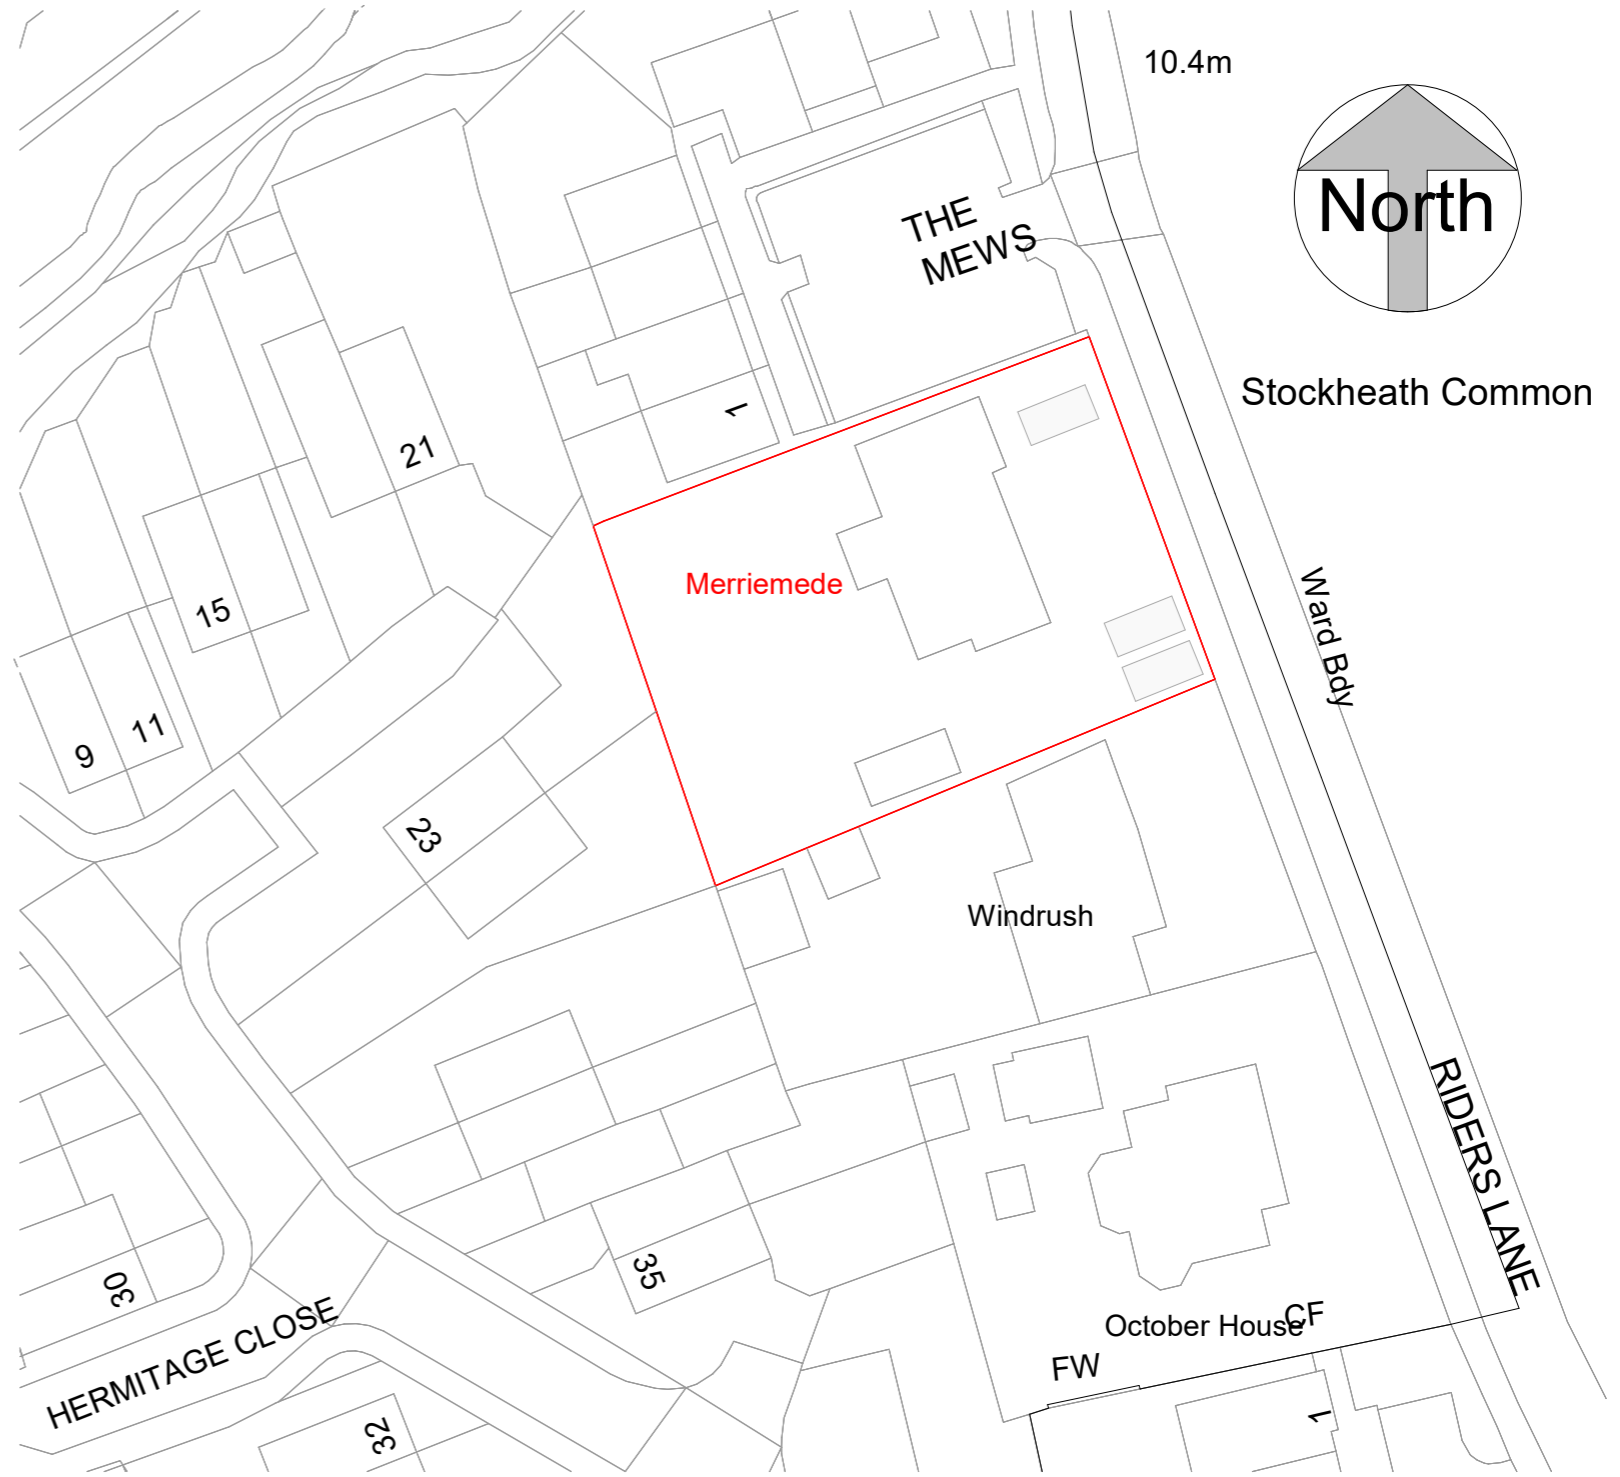 10.4m
North
THE
MEWS
Stockheath Common
1
21
Merriemede
15
Ward Bdy
11
9
23
Windrush
RIDERS LANE
35
30
HERMITAGE CLOSE
October House
CF
FW
1
32